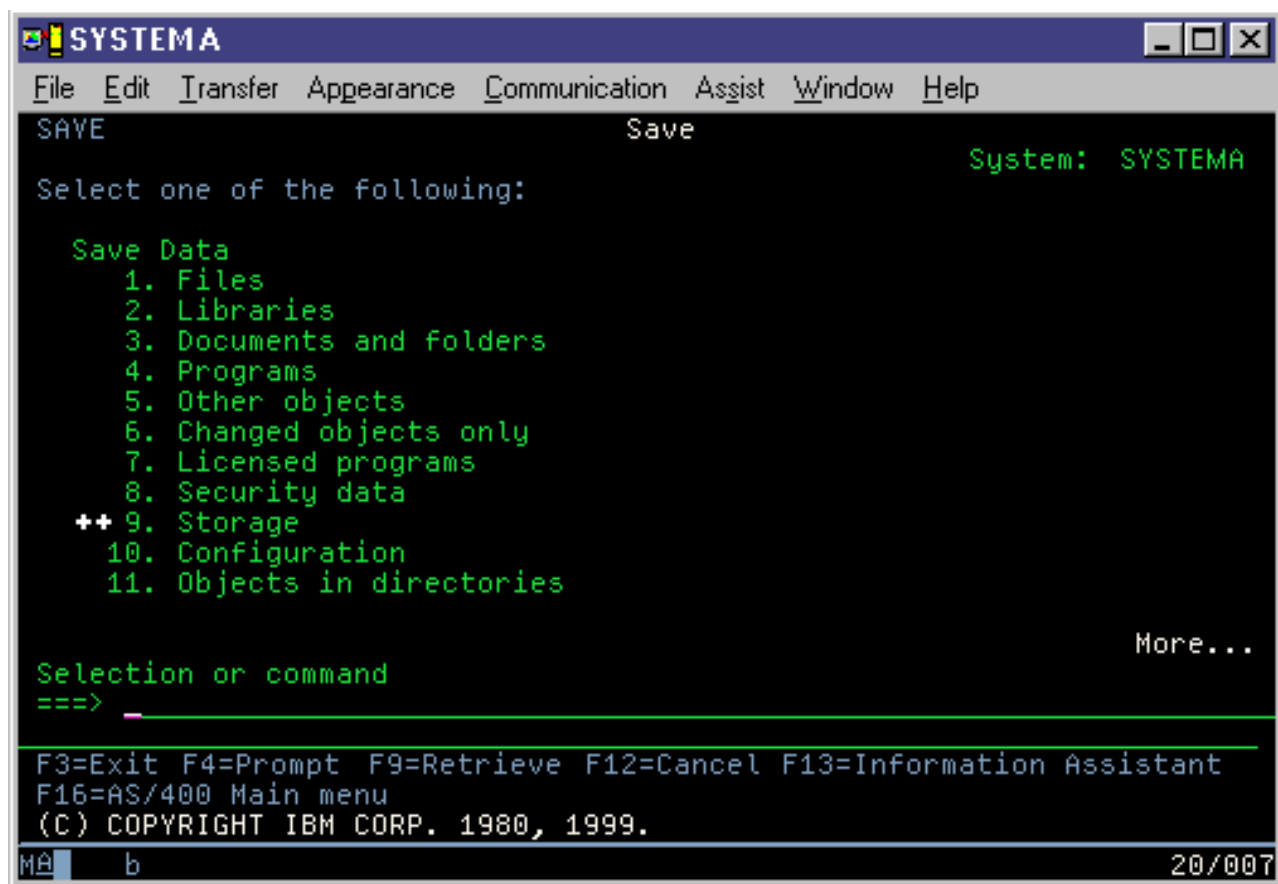 SYSTEMA
File Edit Transfer Appearance Communication Assist Window Help
SAVE Save
System: SYSTEMA
Select one of the following:
Save Data
1. Files
2. Libraries
3. Documents and folders
4. Programs
5. Other objects
6. Changed objects only
7. Licensed programs
8. Security data
++ 9. Storage
10. Configuration
11. Objects in directories
More...
Selection or command
===> _
F3=Exit F4=Prompt F9=Retrieve F12=Cancel F13=Information Assistant
F16=AS/400 Main menu
(C) COPYRIGHT IBM CORP. 1980, 1999.
MA b 20/007